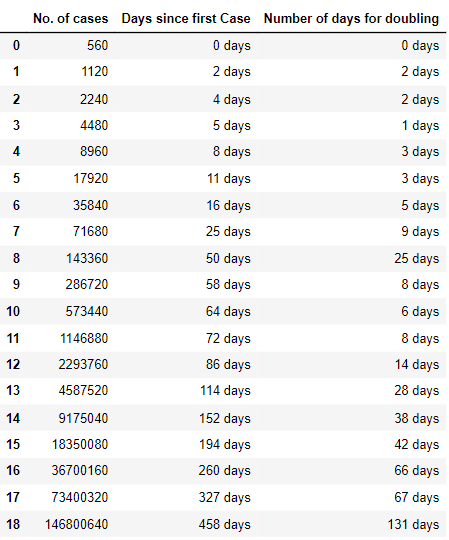 No. of cases Days since first Case Number of days for doubling
0 560 0 days 0 days
1 1120 2 days 2 days
2 2240 4 days 2 days
3 4480 5 days 1 days
4 8960 8 days 3 days
5 17920 11 days 3 days
6 35840 16 days 5 days
7 71680 25 days 9 days
8 143360 50 days 25 days
9 286720 58 days 8 days
10 573440 64 days 6 days
11 1146880 72 days 8 days
12 2293760 86 days 14 days
13 4587520 114 days 28 days
14 9175040 152 days 38 days
15 18350080 194 days 42 days
16 36700160 260 days 66 days
17 73400320 327 days 67 days
18 146800640 458 days 131 days